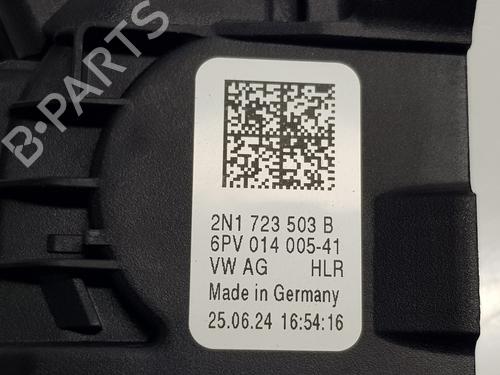 B-PARTS
2N1 723 503 B
6PV 014 005-41
VW AG HLR
Made in Germany
25.06.24 16:54:16